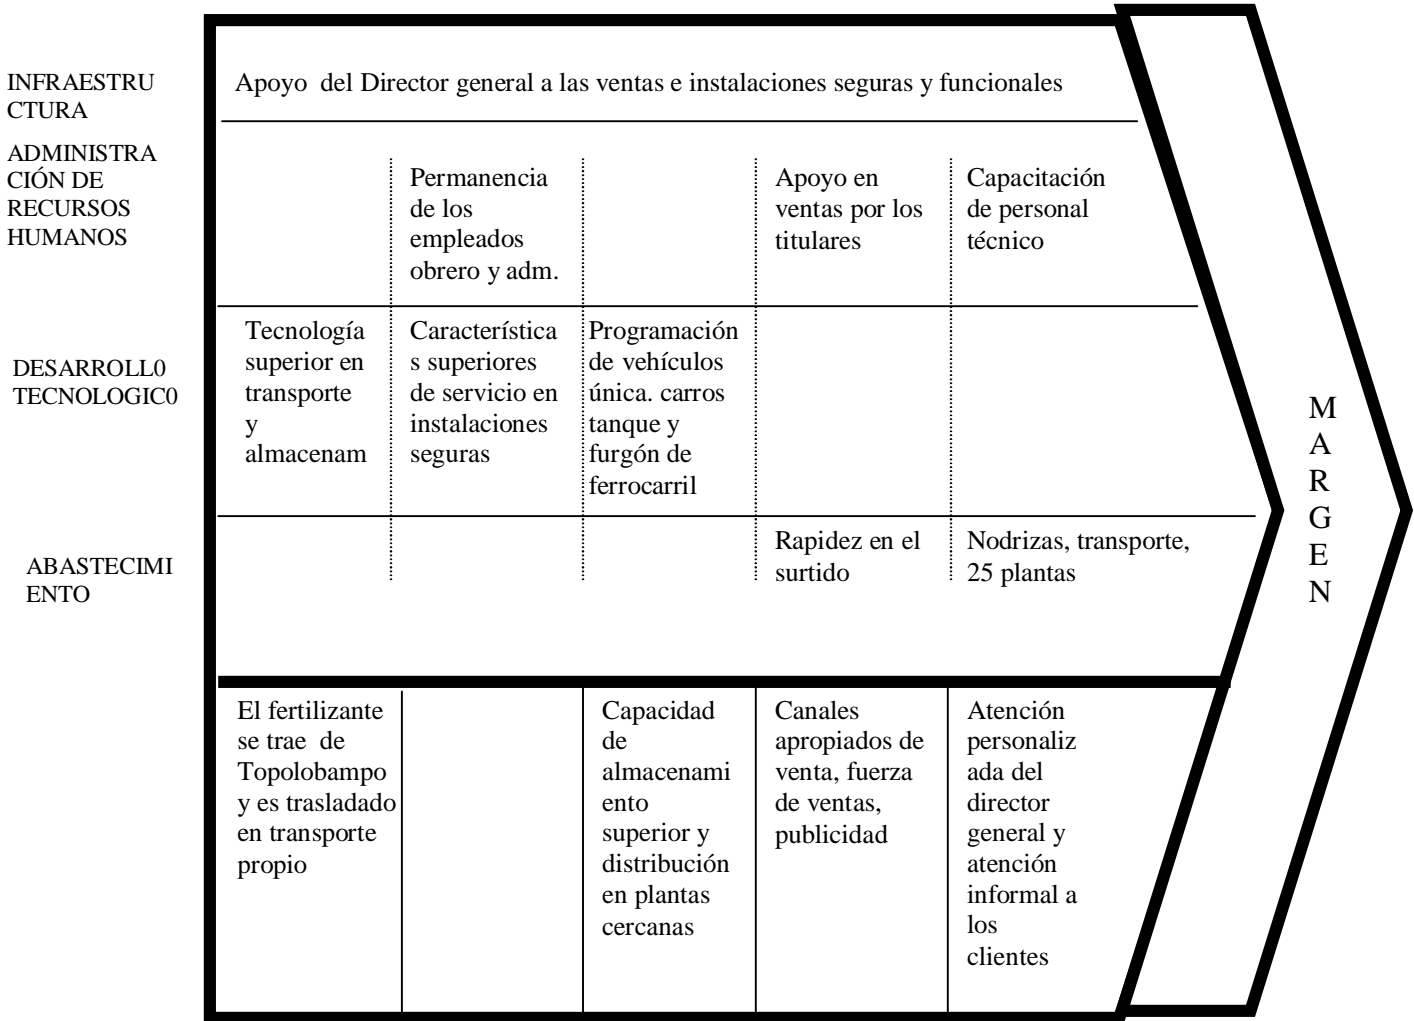 INFRAESTRU
CTURA
Apoyo del Director general a las ventas e instalaciones seguras y funcionales
ADMINISTRA
CIÓN DE
RECURSOS
HUMANOS
Permanencia
de los
empleados
obrero y adm.
Apoyo en
ventas por los
titulares
Capacitación
de personal
técnico
DESARROLL0
TECNOLOGIC0
Tecnología
superior en
transporte
y
almacenam
Característica
s superiores
de servicio en
instalaciones
seguras
Programación
de vehículos
única. carros
tanque y
furgón de
ferrocarril
ABASTECIMI
ENTO
Rapidez en el
surtido
Nodrizas, transporte,
25 plantas
El fertilizante
se trae de
Topolobampo
y es trasladado
en transporte
propio
Capacidad
de
almacenami
ento
superior y
distribución
en plantas
cercanas
Canales
apropiados de
venta, fuerza
de ventas,
publicidad
Atención
personaliz
ada del
director
general y
atención
informal a
los
clientes
M
A
R
G
E
N